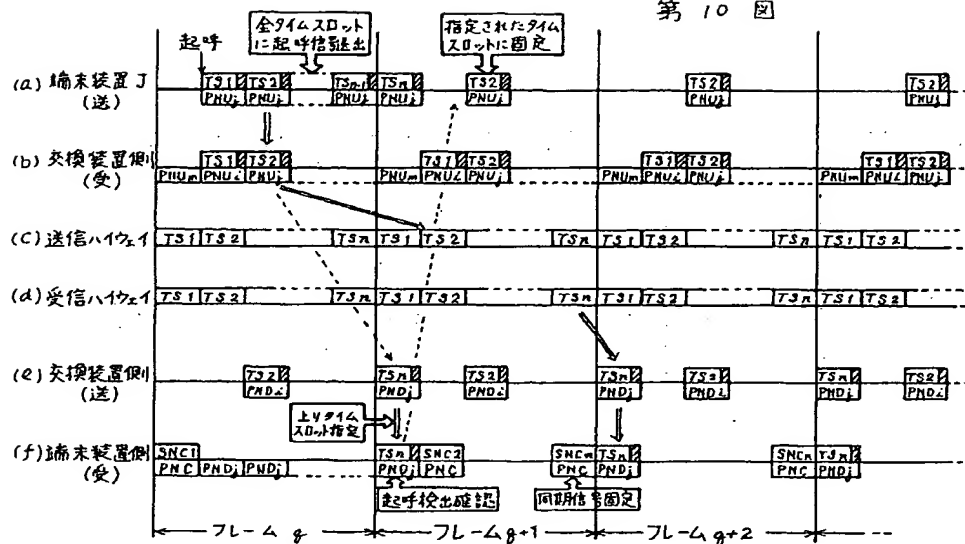 第 10 図
起呼
全タイムスロット
に起呼信号送出
指定されたタイム
スロットに固定
(a) 端末装置 J
(送)
TS1 TS2 TSn-1 TSn TS2 TS2 TS2
PNUj PNUj PNUj PNUj PNUj PNUj PNUj
(b) 交換装置側
(受)
TS1 TS2 TS1 TS2 TS1 TS2 TS1 TS2
PNUm PNUi PNUj PNUm PNUi PNUj PNUm PNUi PNUj PNUm PNUi PNUj
(c) 送信ハイウェイ
TS1 TS2 TSn TS1 TS2 TSn TS1 TS2 TSn TS1 TS2
(d) 受信ハイウェイ
TS1 TS2 TSn TS1 TS2 TSn TS1 TS2 TSn TS1 TS2
(e) 交換装置側
(送)
TS2 TSn TS2 TSn TS2 TSn TS2
PNDi PNDj PNDi PNDj PNDi PNDj PNDi
上りタイム
スロット指定
(f) 端末装置側
(受)
SNC1 TSn SNC2 SNCn TSn SNCn TSn
PNC PNDj PNDj PNDj PNC PNC PNDj PNC PNDj
起呼検出確認
同期信号固定
フレーム g フレーム g+1 フレーム g+2